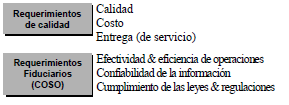 Requerimientos
de calidad
Calidad
Costo
Entrega (de servicio)
Requerimientos
Fiduciarios
(COSO)
Efectividad & eficiencia de operaciones
Confiabilidad de la información
Cumplimiento de las leyes & regulaciones